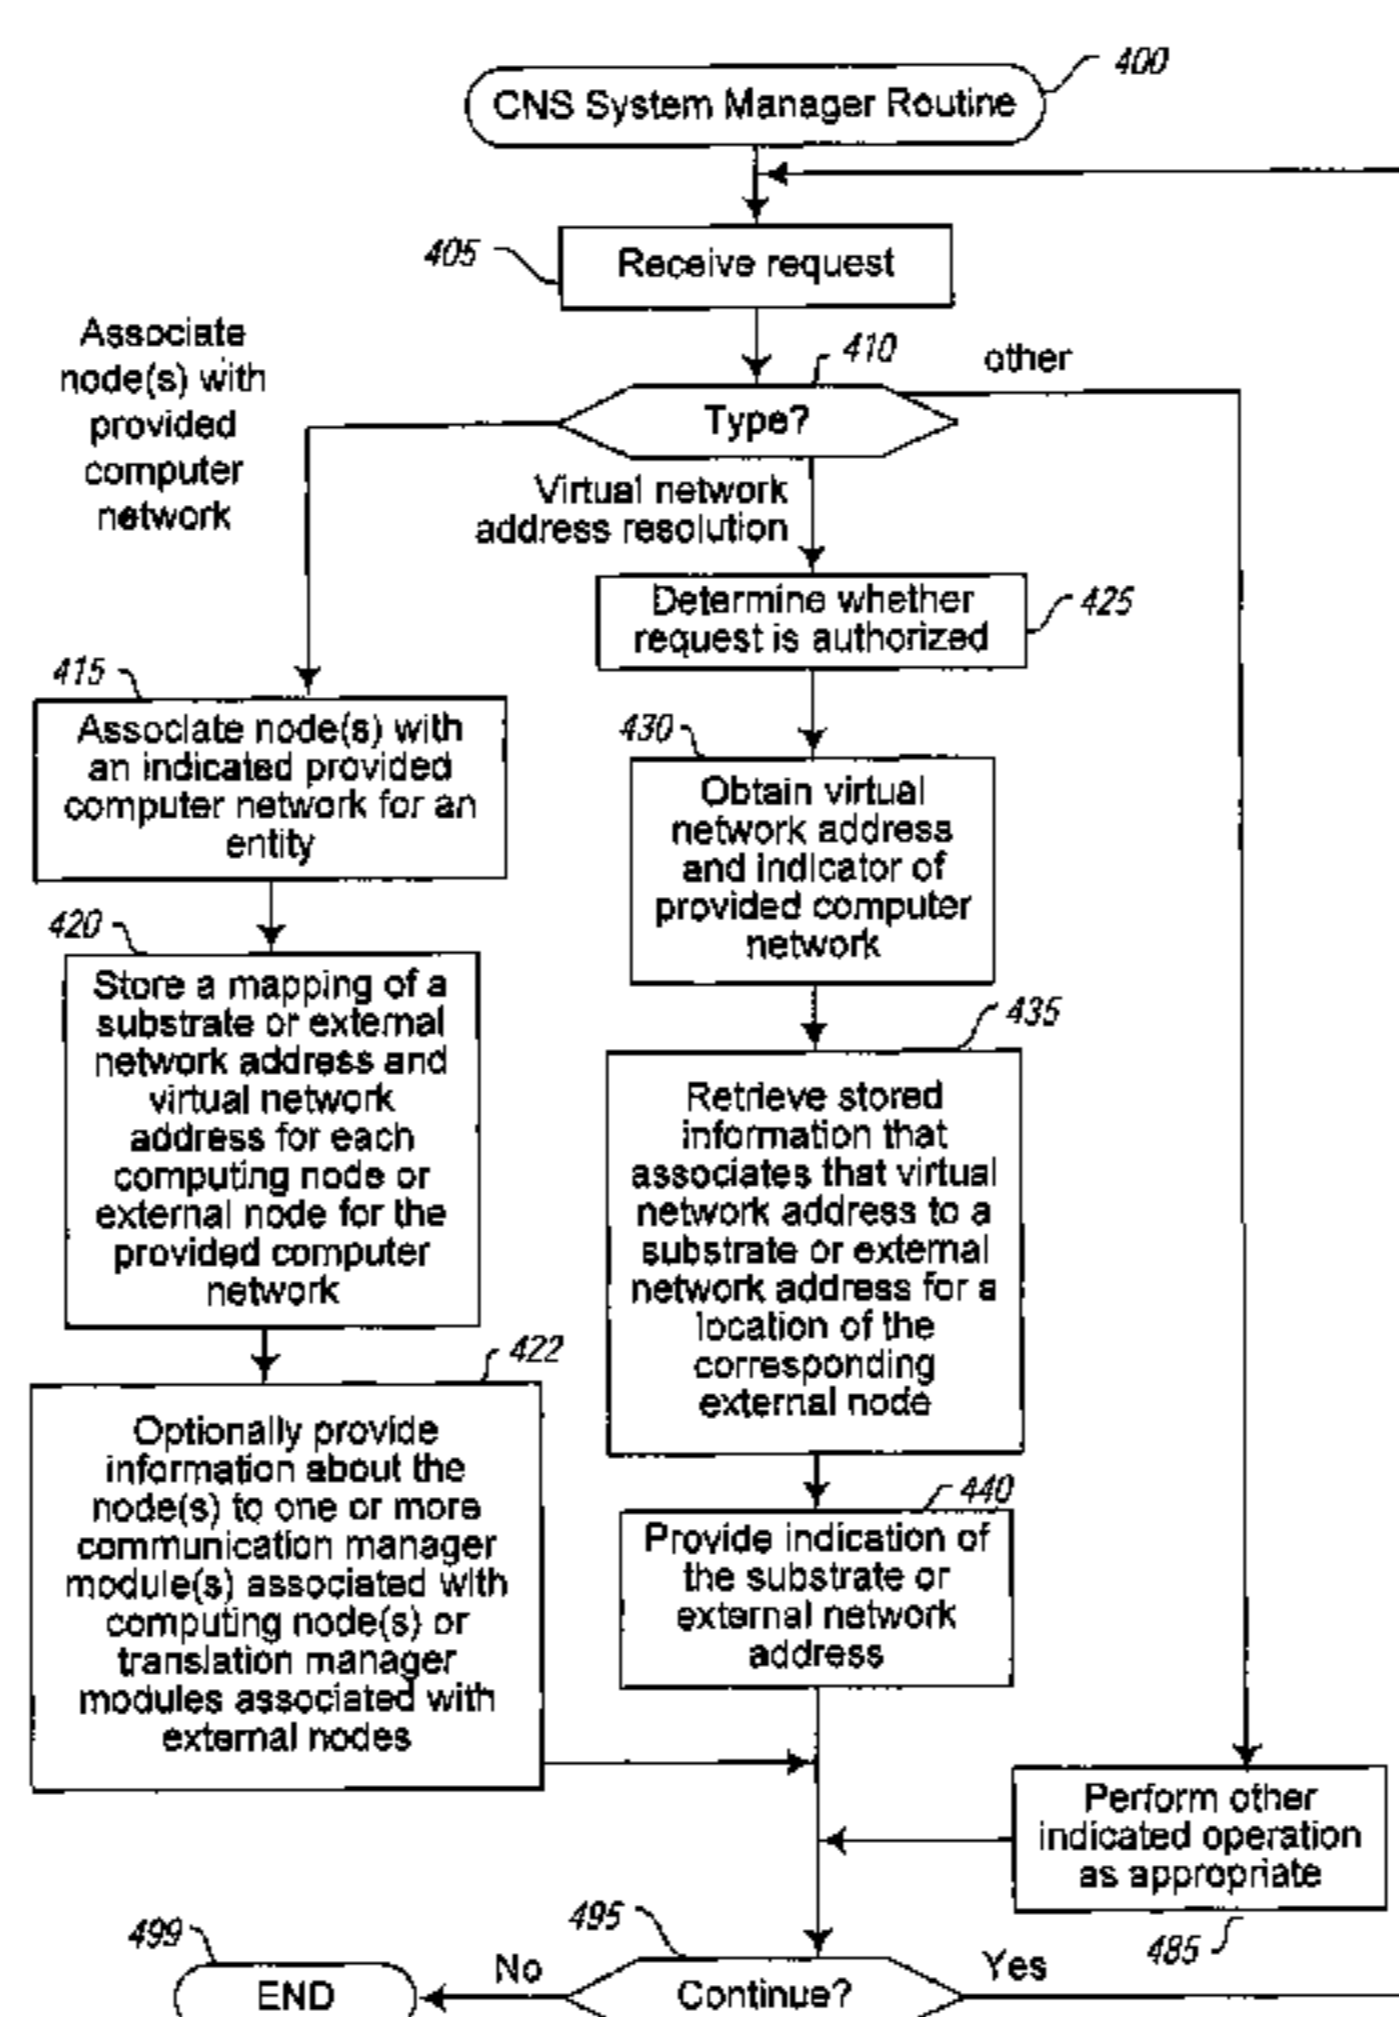 400
CNS System Manager Routine
405
Receive request
Associate
node(s) with
provided
computer
network
410
other
Type?
Virtual network
address resolution
Determine whether
request is authorized
425
415
Associate node(s) with
an indicated provided
computer network for an
entity
430
Obtain virtual
network address
and indicator of
provided computer
network
420
Store a mapping of a
substrate or external
network address and
virtual network
address for each
computing node or
external node for the
provided computer
network
435
Retrieve stored
information that
associates that virtual
network address to a
substrate or external
network address for a
location of the
corresponding
external node
422
Optionally provide
information about the
node(s) to one or more
communication manager
module(s) associated with
computing node(s) or
translation manager
modules associated with
external nodes
440
Provide indication of
the substrate or
external network
address
Perform other
indicated operation
as appropriate
485
495
Continue?
Yes
No
499
END